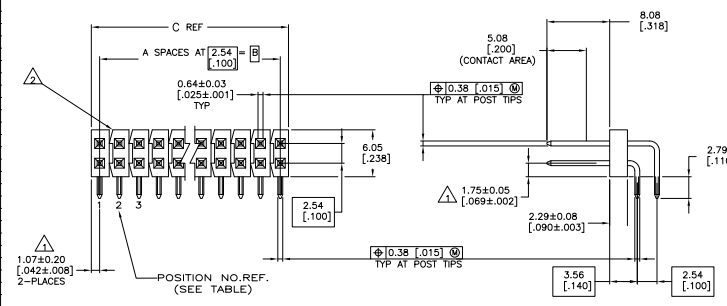 C REF
A SPACES AT 2.54 = B
[.100]
2
0.64±0.03
[.025±.001]
TYP
0.38 [.015] Ⓜ
TYP AT POST TIPS
8.08
[.318]
5.08
[.200]
(CONTACT AREA)
6.05
[.238]
2.54
[.100]
1 2 3
1
1.07±0.20
[.042±.008]
2-PLACES
POSITION NO.REF.
(SEE TABLE)
1
1.75±0.05
[.069±.002]
2.29±0.08
[.090±.003]
0.38 [.015] Ⓜ
TYP AT POST TIPS
2.79
[.110
3.56
[.140]
2.54
[.100]